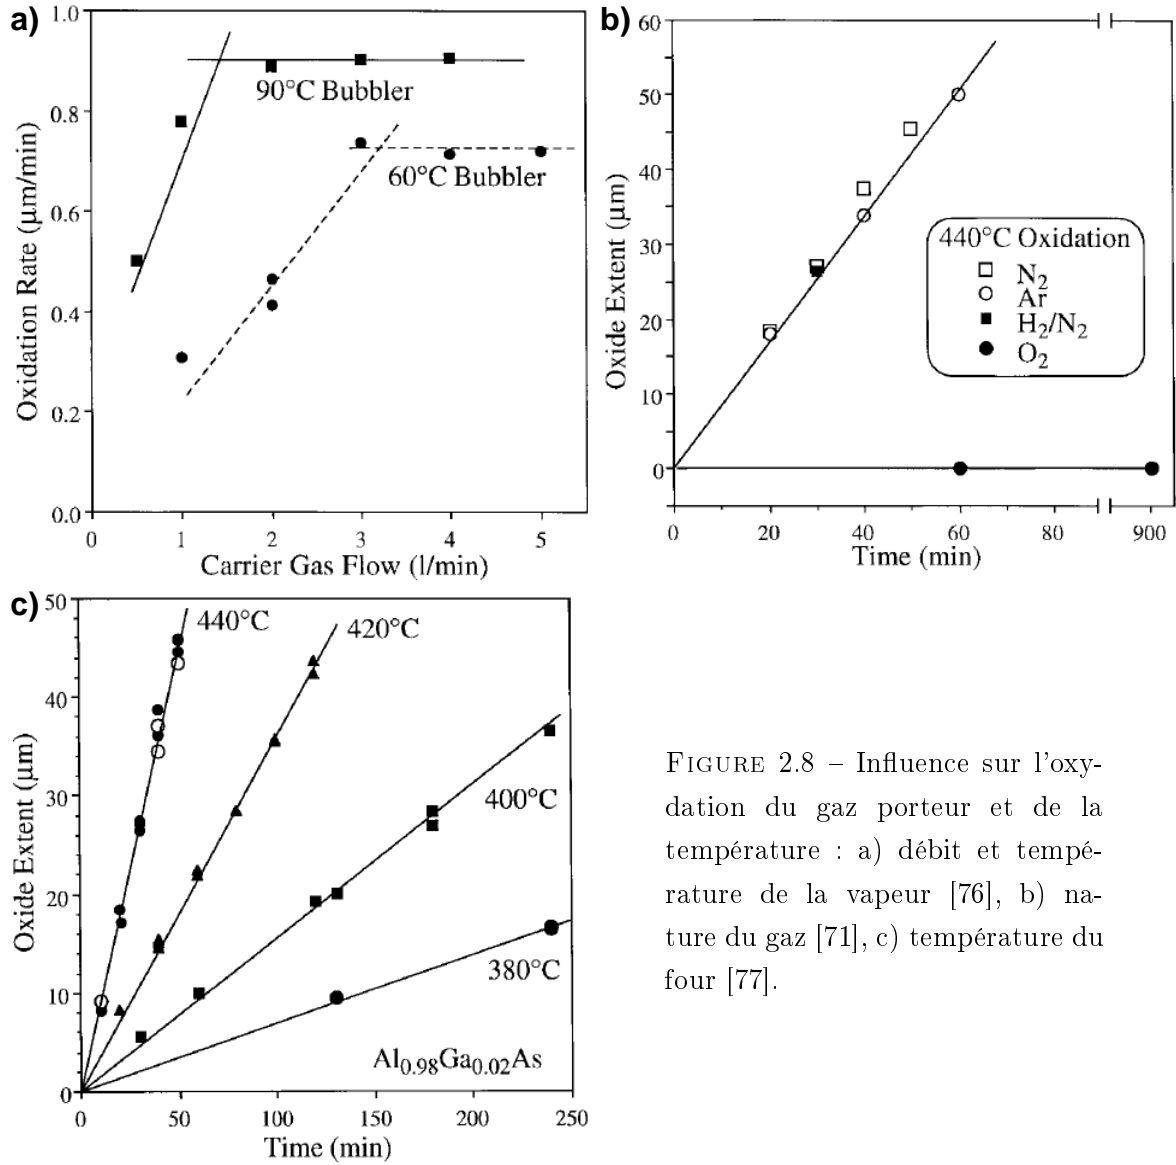 a)
1.0
0.8
0.6
0.4
0.2
0.0
Oxidation Rate (μm/min)
90°C Bubbler
60°C Bubbler
0 1 2 3 4 5
Carrier Gas Flow (l/min)
b)
60
50
40
30
20
10
0
Oxide Extent (μm)
440°C Oxidation
N₂
Ar
H₂/N₂
O₂
0 20 40 60 80 900
Time (min)
c)
50
40
30
20
10
0
Oxide Extent (μm)
440°C
420°C
400°C
380°C
Al₀.₉₈Ga₀.₀₂As
0 50 100 150 200 250
Time (min)
FIGURE 2.8 – Influence sur l'oxy-
dation du gaz porteur et de la
température : a) débit et tempé-
rature de la vapeur [76], b) na-
ture du gaz [71], c) température du
four [77].